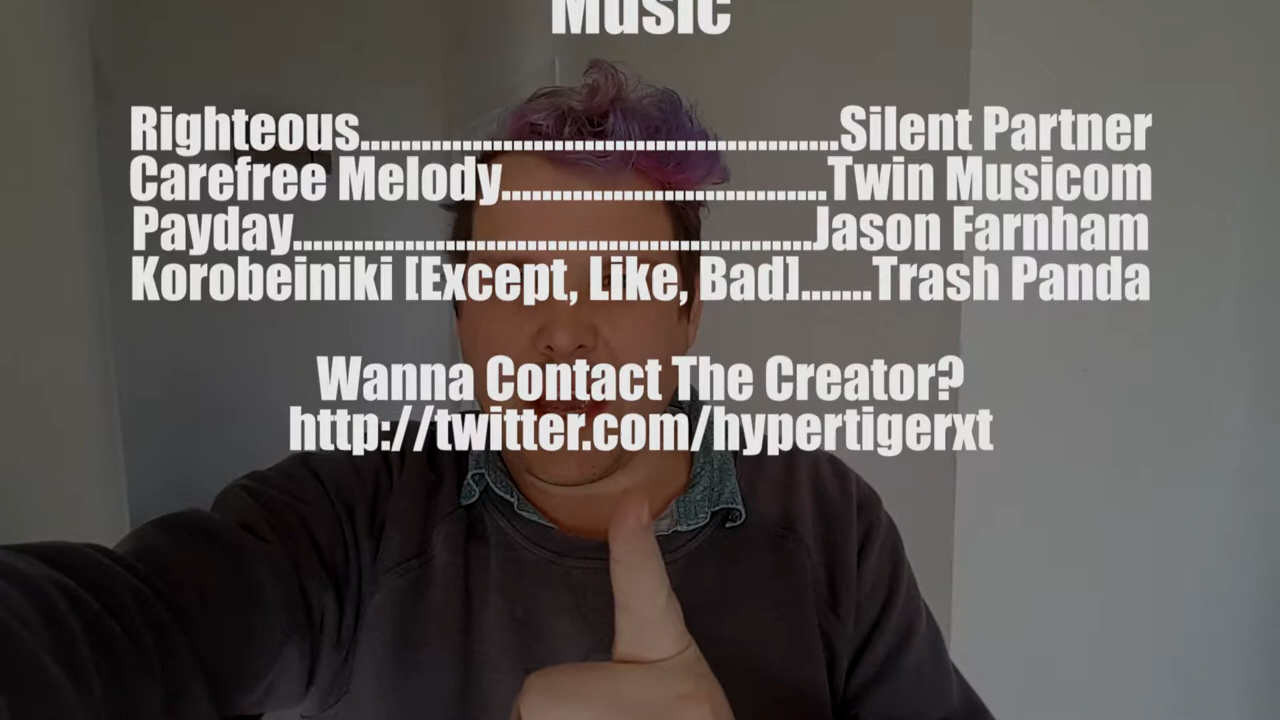 Music
Righteous...............................................Silent Partner
Carefree Melody................................Twin Musicom
Payday...................................................Jason Farnham
Korobeiniki [Except, Like, Bad].......Trash Panda
Wanna Contact The Creator?
http://twitter.com/hypertigerxt